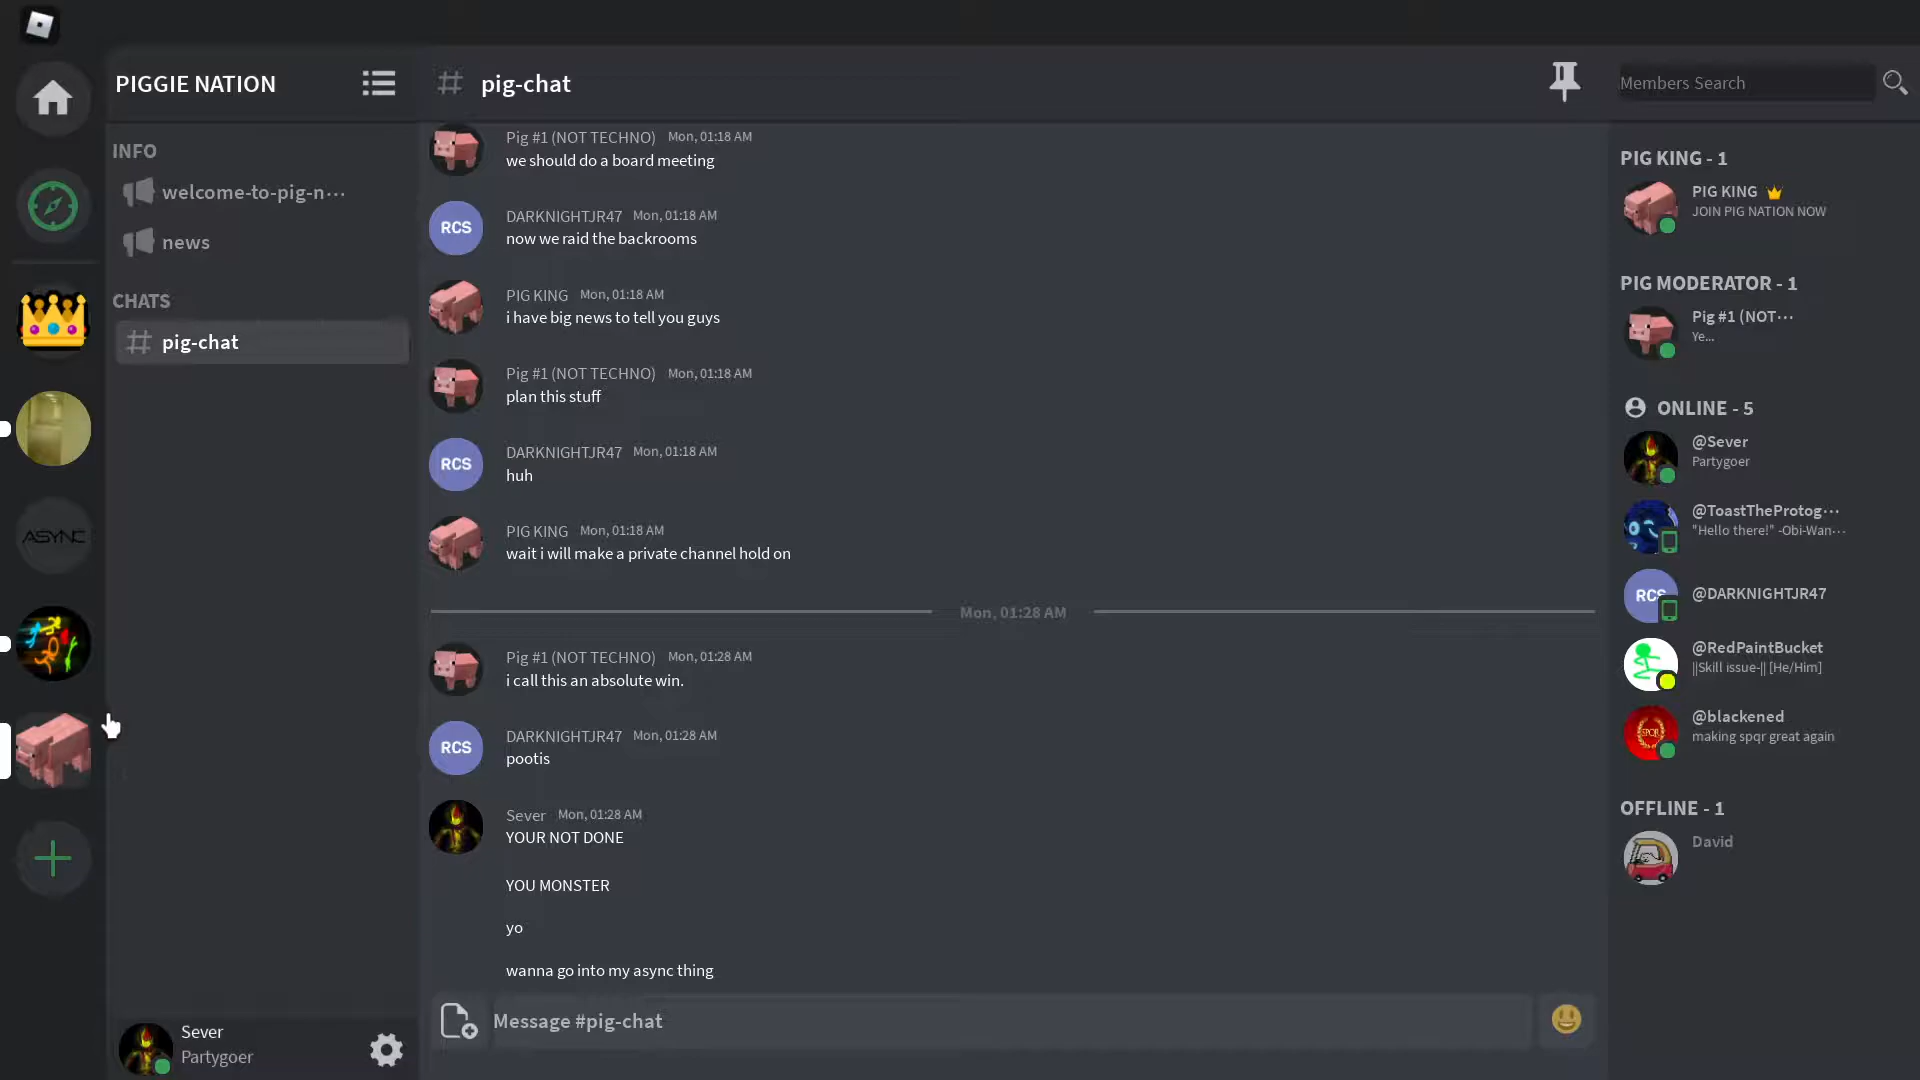 PIGGIE NATION
INFO
welcome-to-pig-n···
news
CHATS
# pig-chat
ASYNC
Sever
Partygoer
# pig-chat
Pig #1 (NOT TECHNO) Mon, 01:18 AM
we should do a board meeting
RCS
DARKNIGHTJR47 Mon, 01:18 AM
now we raid the backrooms
PIG KING Mon, 01:18 AM
i have big news to tell you guys
Pig #1 (NOT TECHNO) Mon, 01:18 AM
plan this stuff
RCS
DARKNIGHTJR47 Mon, 01:18 AM
huh
PIG KING Mon, 01:18 AM
wait i will make a private channel hold on
Mon, 01:28 AM
Pig #1 (NOT TECHNO) Mon, 01:28 AM
i call this an absolute win.
RCS
DARKNIGHTJR47 Mon, 01:28 AM
pootis
Sever Mon, 01:28 AM
YOUR NOT DONE
YOU MONSTER
yo
wanna go into my async thing
Message #pig-chat
Members Search
PIG KING - 1
PIG KING
JOIN PIG NATION NOW
PIG MODERATOR - 1
Pig #1 (NOT···
Ye...
ONLINE - 5
@Sever
Partygoer
@ToastTheProtog···
"Hello there!" -Obi-Wan···
RCS
@DARKNIGHTJR47
@RedPaintBucket
||Skill issue-|| [He/Him]
SPQR
@blackened
making spqr great again
OFFLINE - 1
David